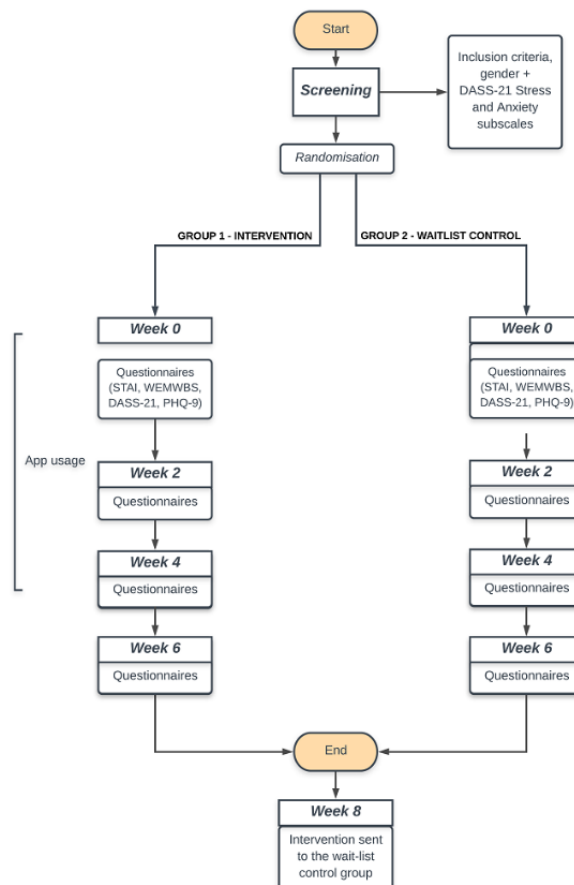 Start
Screening
Inclusion criteria,
gender +
DASS-21 Stress
and Anxiety
subscales
Randomisation
GROUP 1 - INTERVENTION
GROUP 2 - WAITLIST CONTROL
Week 0
Week 0
Questionnaires
(STAI, WEMWBS,
DASS-21, PHQ-9)
Questionnaires
(STAI, WEMWBS,
DASS-21, PHQ-9)
App usage
Week 2
Questionnaires
Week 2
Questionnaires
Week 4
Questionnaires
Week 4
Questionnaires
Week 6
Questionnaires
Week 6
Questionnaires
End
Week 8
Intervention sent
to the wait-list
control group